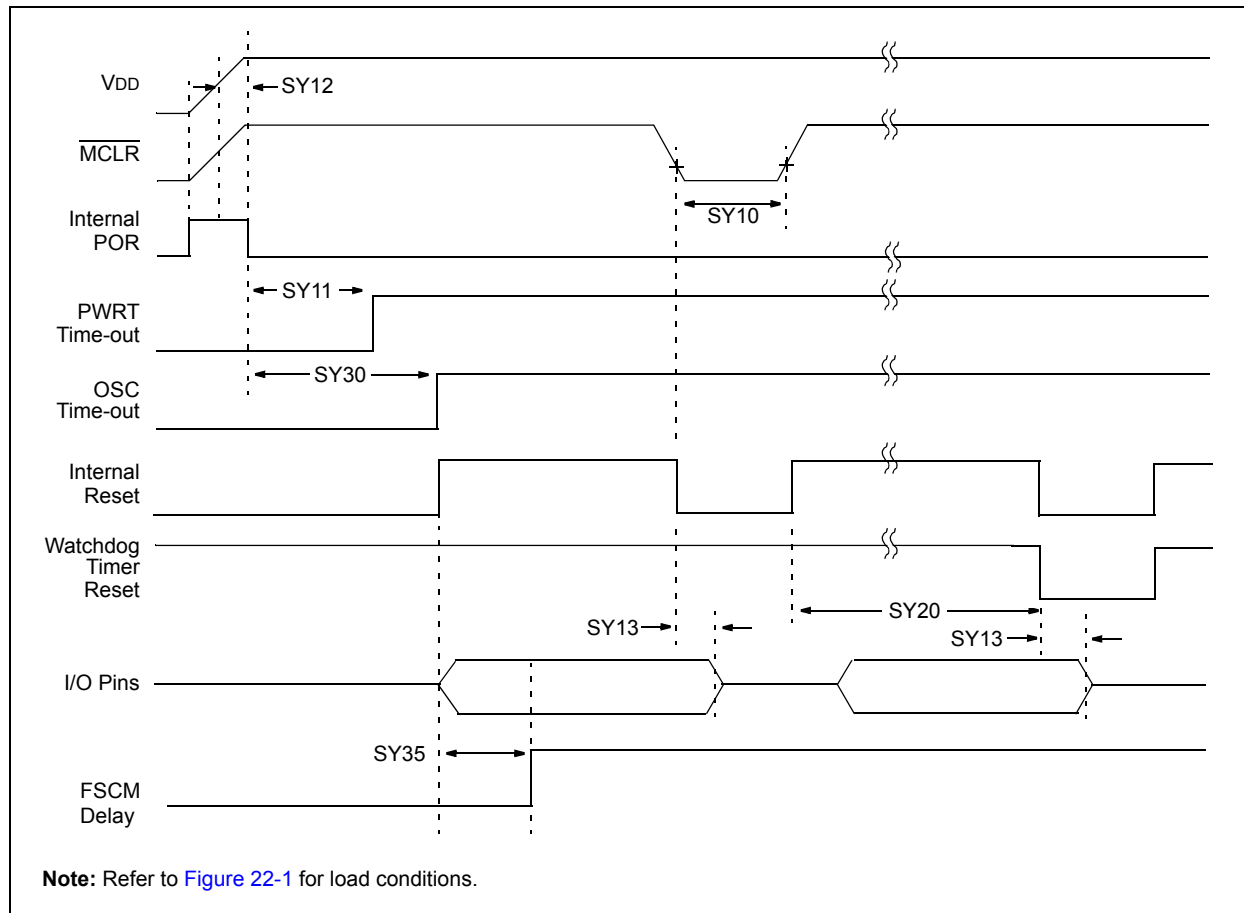 VDD
SY12
MCLR
SY10
Internal
POR
SY11
PWRT
Time-out
SY30
OSC
Time-out
Internal
Reset
Watchdog
Timer
Reset
SY20
SY13
SY13
I/O Pins
SY35
FSCM
Delay
Note: Refer to Figure 22-1 for load conditions.